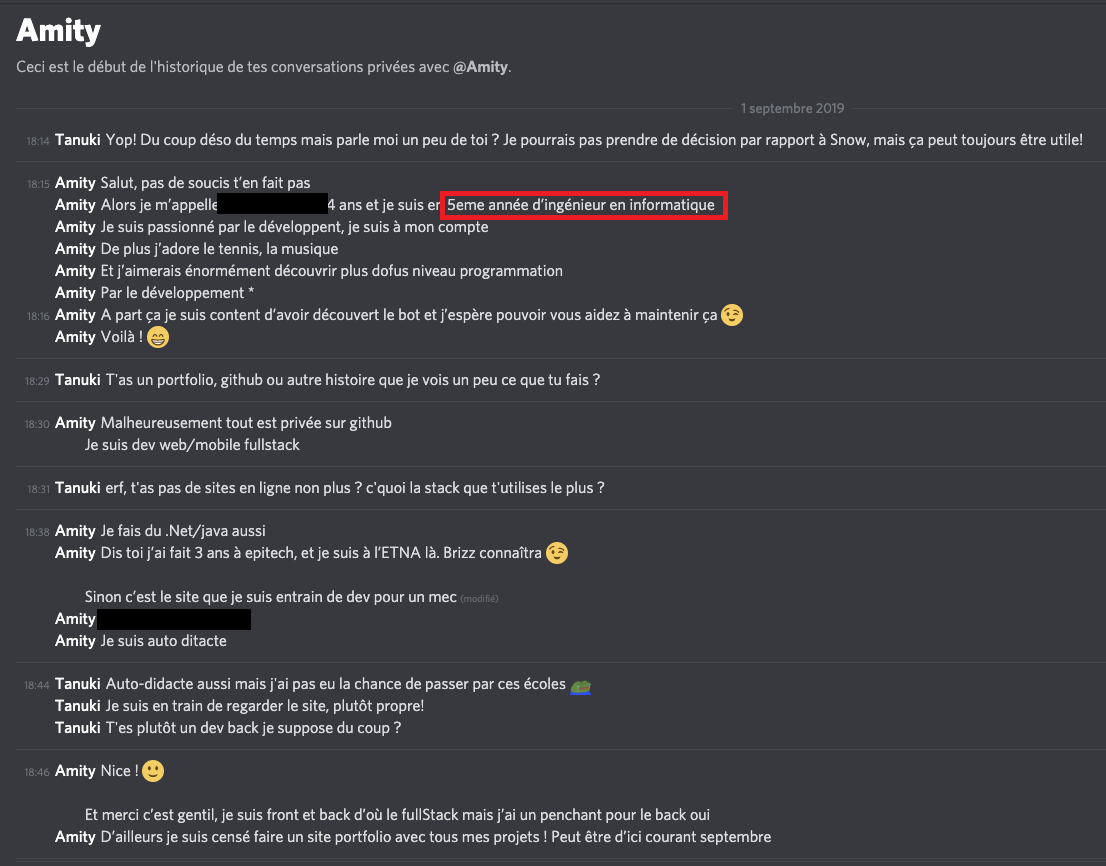 Amity
Ceci est le début de l'historique de tes conversations privées avec @Amity.
1 septembre 2019
18:14 Tanuki Yop! Du coup déso du temps mais parle moi un peu de toi ? Je pourrais pas prendre de décision par rapport à Snow, mais ça peut toujours être utile!
18:15 Amity Salut, pas de soucis t'en fait pas
Amity Alors je m'appelle 4 ans et je suis en 5eme année d'ingénieur en informatique
Amity Je suis passionné par le développent, je suis à mon compte
Amity De plus j'adore le tennis, la musique
Amity Et j'aimerais énormément découvrir plus dofus niveau programmation
Amity Par le développement *
18:16 Amity A part ça je suis content d'avoir découvert le bot et j'espère pouvoir vous aidez à maintenir ça 😉
Amity Voilà ! 😁
18:29 Tanuki T'as un portfolio, github ou autre histoire que je vois un peu ce que tu fais ?
18:30 Amity Malheureusement tout est privée sur github
Je suis dev web/mobile fullstack
18:31 Tanuki erf, t'as pas de sites en ligne non plus ? c'quoi la stack que t'utilises le plus ?
18:38 Amity Je fais du .Net/java aussi
Amity Dis toi j'ai fait 3 ans à epitech, et je suis à l'ETNA là. Brizz connaîtra 😉
Sinon c'est le site que je suis entrain de dev pour un mec (modifié)
Amity
Amity Je suis auto ditacte
18:44 Tanuki Auto-didacte aussi mais j'ai pas eu la chance de passer par ces écoles
Tanuki Je suis en train de regarder le site, plutôt propre!
Tanuki T'es plutôt un dev back je suppose du coup ?
18:46 Amity Nice ! 🙂
Et merci c'est gentil, je suis front et back d'où le fullStack mais j'ai un penchant pour le back oui
Amity D'ailleurs je suis censé faire un site portfolio avec tous mes projets ! Peut être d'ici courant septembre